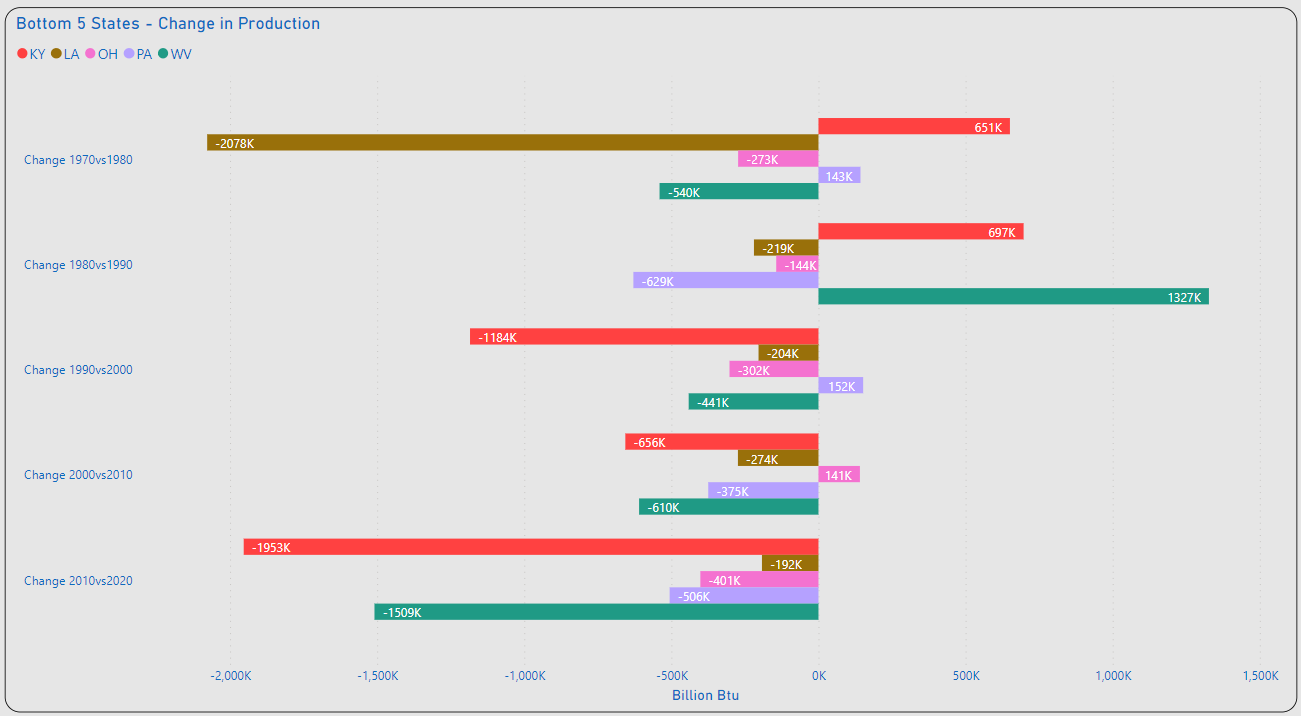 Bottom 5 States - Change in Production
KY LA OH PA WV
651K
-2078K
Change 1970vs1980
-273K
143K
-540K
697K
-219K
Change 1980vs1990
-144K
-629K
1327K
-1184K
-204K
Change 1990vs2000
-302K
152K
-441K
-656K
-274K
Change 2000vs2010
141K
-375K
-610K
-1953K
-192K
Change 2010vs2020
-401K
-506K
-1509K
-2,000K -1,500K -1,000K -500K 0K 500K 1,000K 1,500K
Billion Btu